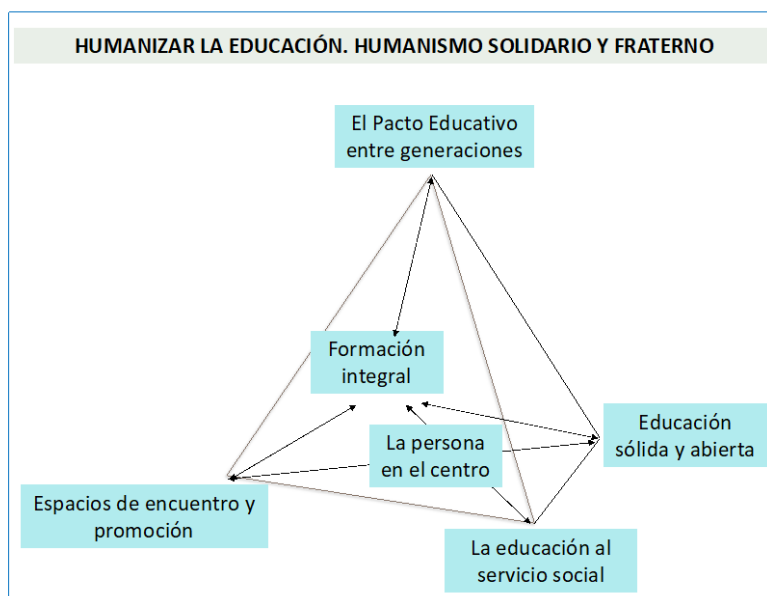 HUMANIZAR LA EDUCACIÓN. HUMANISMO SOLIDARIO Y FRATERNO
El Pacto Educativo
entre generaciones
Formación
integral
La persona
en el centro
Educación
sólida y abierta
Espacios de encuentro y
promoción
La educación al
servicio social